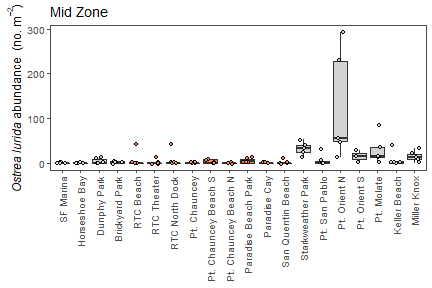 Mid Zone
Ostrea lurida abundance (no. m⁻²)
300
200
100
0
SF Marina
Horseshoe Bay
Dunphy Park
Brickyard Park
RTC Beach
RTC Theater
RTC North Dock
Pt. Chauncey
Pt. Chauncey Beach S
Pt. Chauncey Beach N
Paradise Beach Park
Paradise Cay
San Quentin Beach
Starkweather Park
Pt. San Pablo
Pt. Orient N
Pt. Orient S
Pt. Molate
Keller Beach
Miller Knox